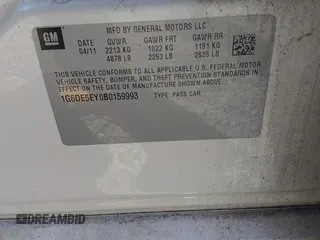 GM
MFD BY GENERAL MOTORS LLC
DATE GVWR GAWR FRT GAWR RR
04/11 2213 KG 1022 KG 1191 KG
4878 LB 2253 LB 2625 LB
THIS VEHICLE CONFORMS TO ALL APPLICABLE U.S. FEDERAL MOTOR
VEHICLE SAFETY, BUMPER, AND THEFT PREVENTION STANDARDS IN
EFFECT ON THE DATE OF MANUFACTURE SHOWN ABOVE.
1G6DE5EY0B0159993 TYPE: PASS CAR
DREAMBID